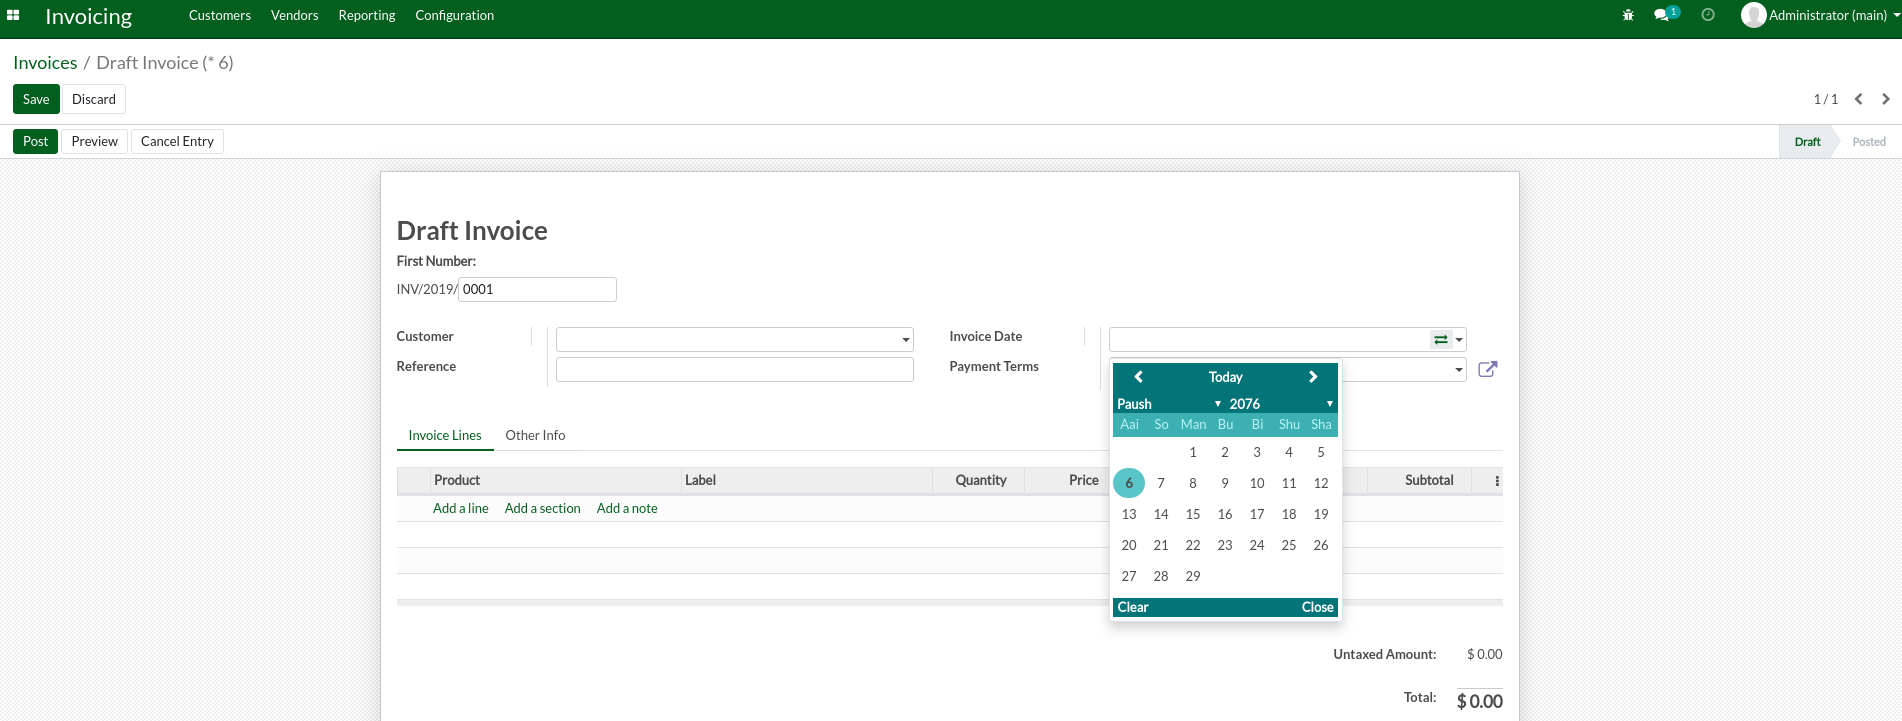 Invoicing Customers Vendors Reporting Configuration 1 Administrator (main)
Invoices / Draft Invoice (* 6)
Save Discard 1 / 1
Post Preview Cancel Entry Draft Posted
Draft Invoice
First Number:
INV/2019/ 0001
Customer Invoice Date
Reference Payment Terms
Today
Paush 2076
Aai So Man Bu Bi Shu Sha
1 2 3 4 5
6 7 8 9 10 11 12
13 14 15 16 17 18 19
20 21 22 23 24 25 26
27 28 29
Clear Close
Invoice Lines Other Info
Product Label Quantity Price Subtotal
Add a line Add a section Add a note
Untaxed Amount: $ 0.00
Total: $ 0.00